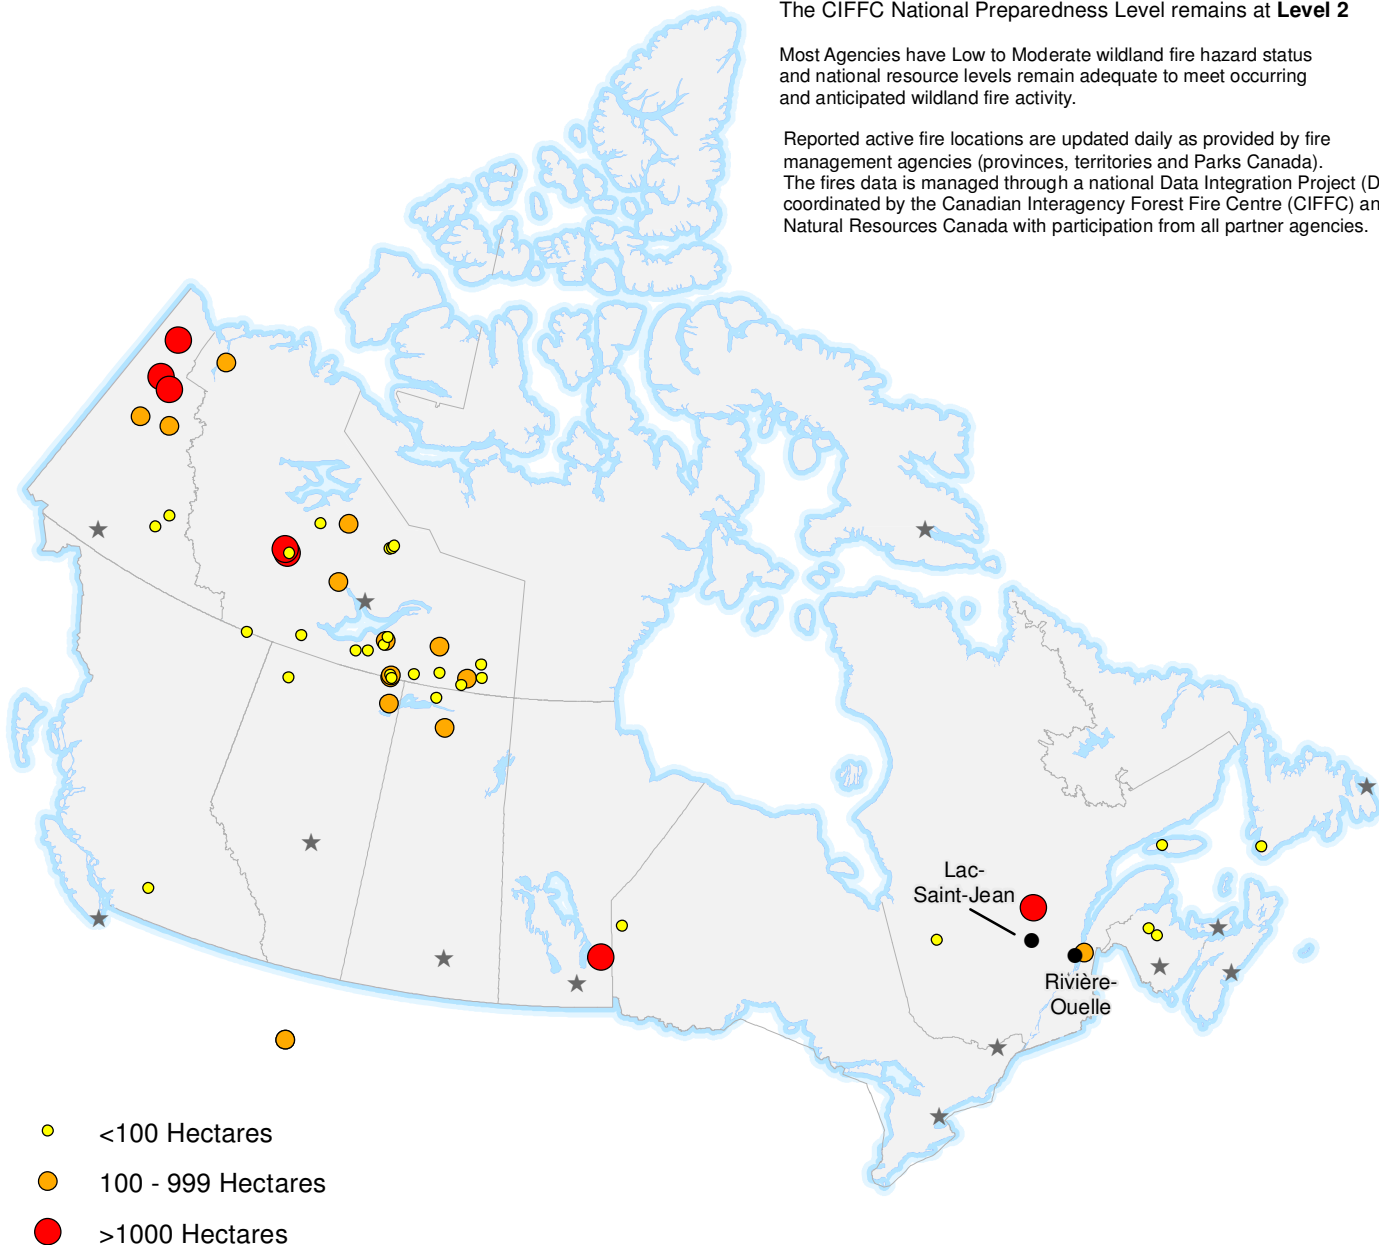 The CIFFC National Preparedness Level remains at Level 2
Most Agencies have Low to Moderate wildland fire hazard status
and national resource levels remain adequate to meet occurring
and anticipated wildland fire activity.
Reported active fire locations are updated daily as provided by fire
management agencies (provinces, territories and Parks Canada).
The fires data is managed through a national Data Integration Project (D
coordinated by the Canadian Interagency Forest Fire Centre (CIFFC) an
Natural Resources Canada with participation from all partner agencies.
Lac-
Saint-Jean
Rivière-
Ouelle
<100 Hectares
100 - 999 Hectares
>1000 Hectares